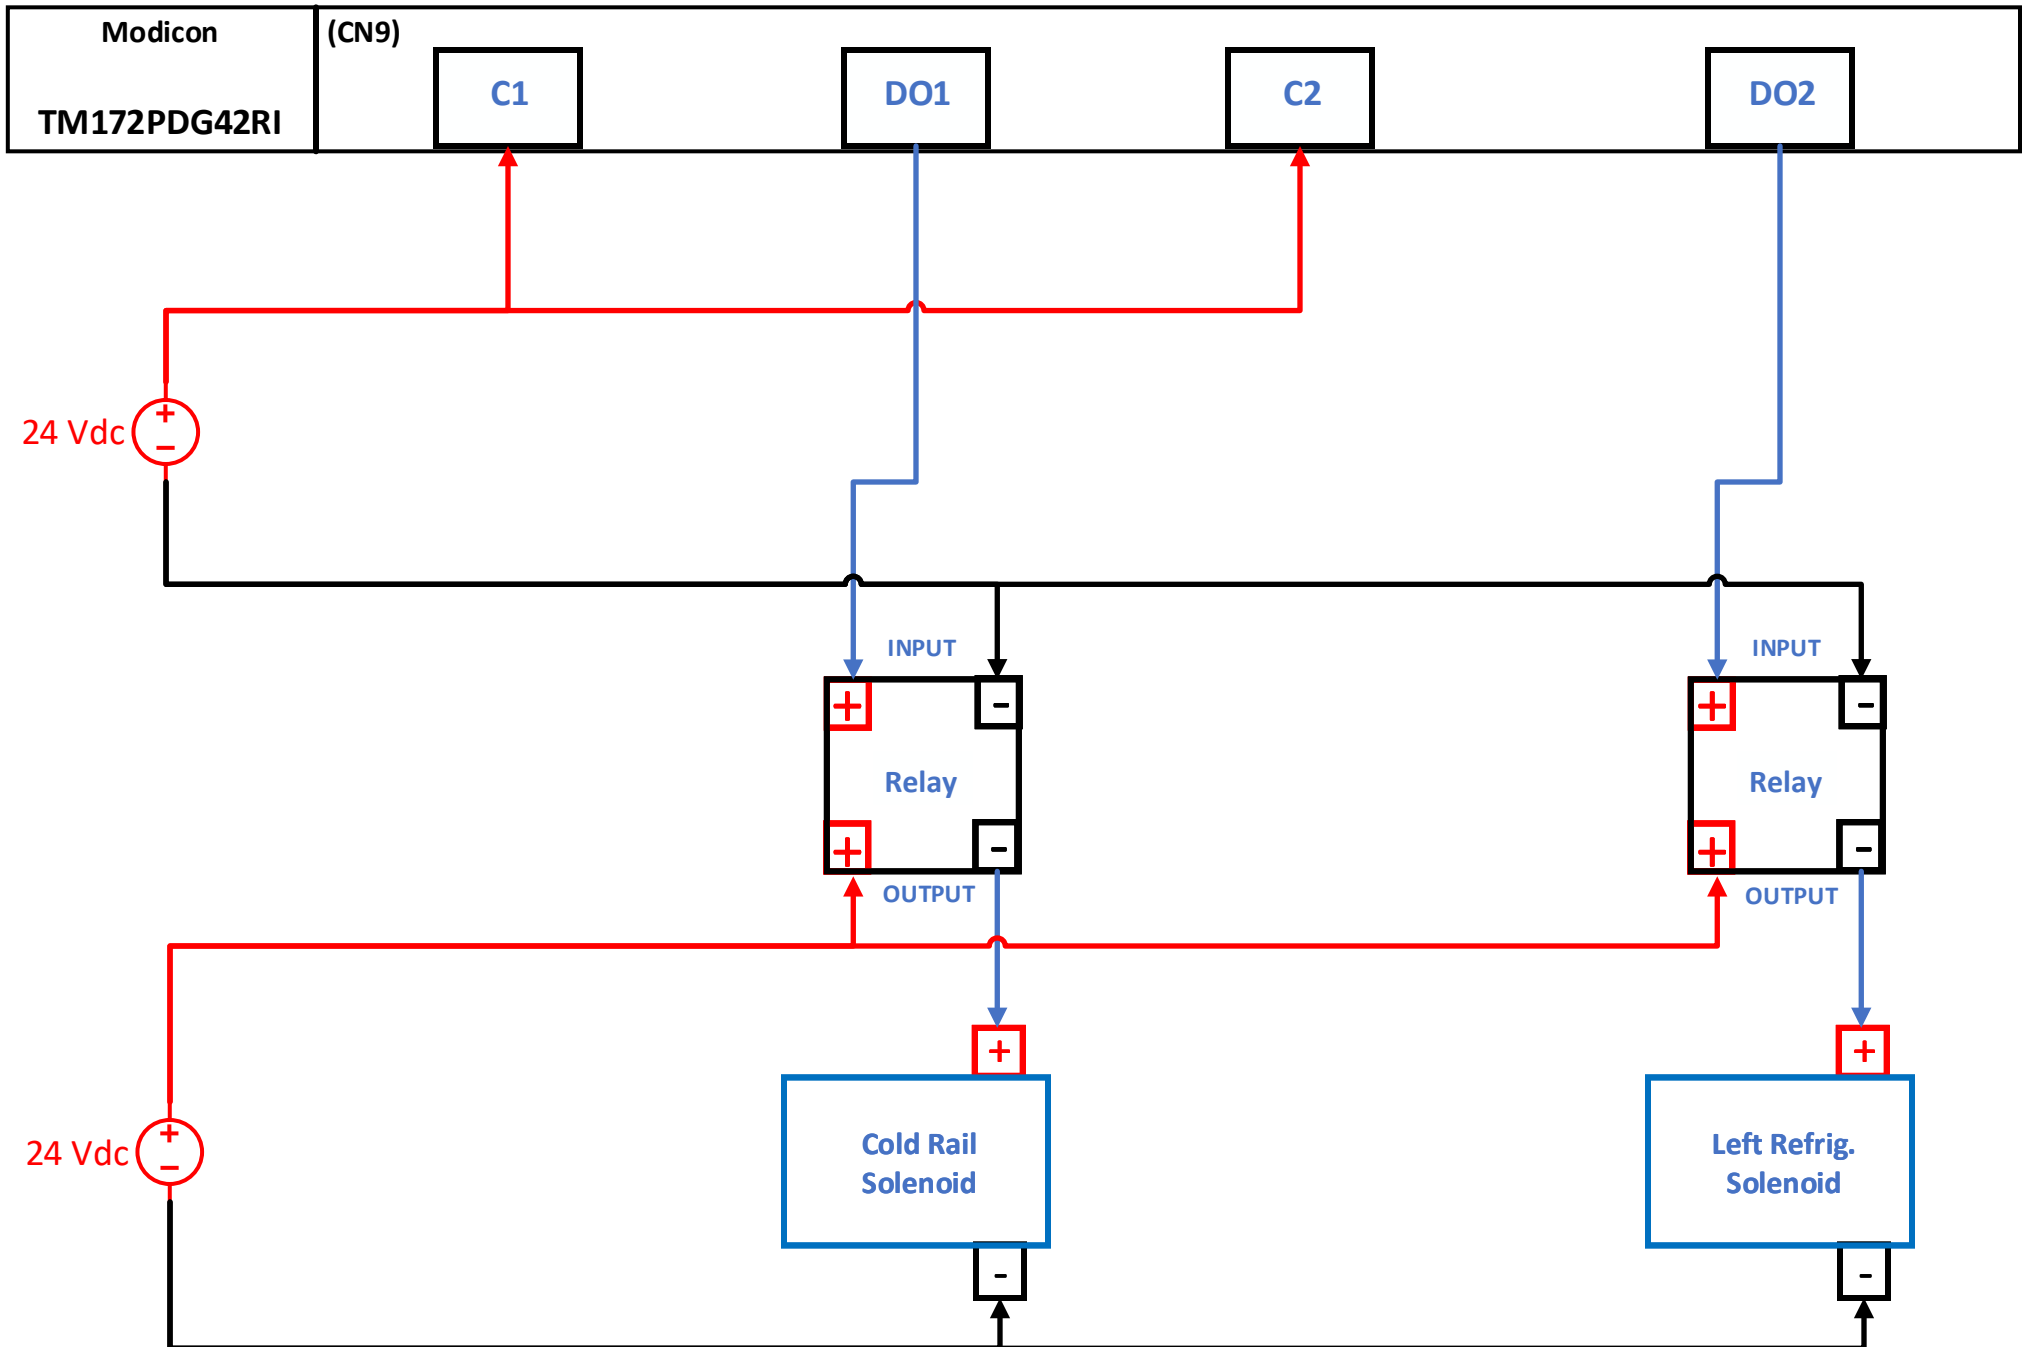 Modicon
TM172PDG42RI
(CN9)
C1
DO1
C2
DO2
24 Vdc
+
−
INPUT
INPUT
+
-
+
-
Relay
Relay
+
-
+
-
OUTPUT
OUTPUT
+
+
24 Vdc
+
−
Cold Rail
Solenoid
Left Refrig.
Solenoid
-
-